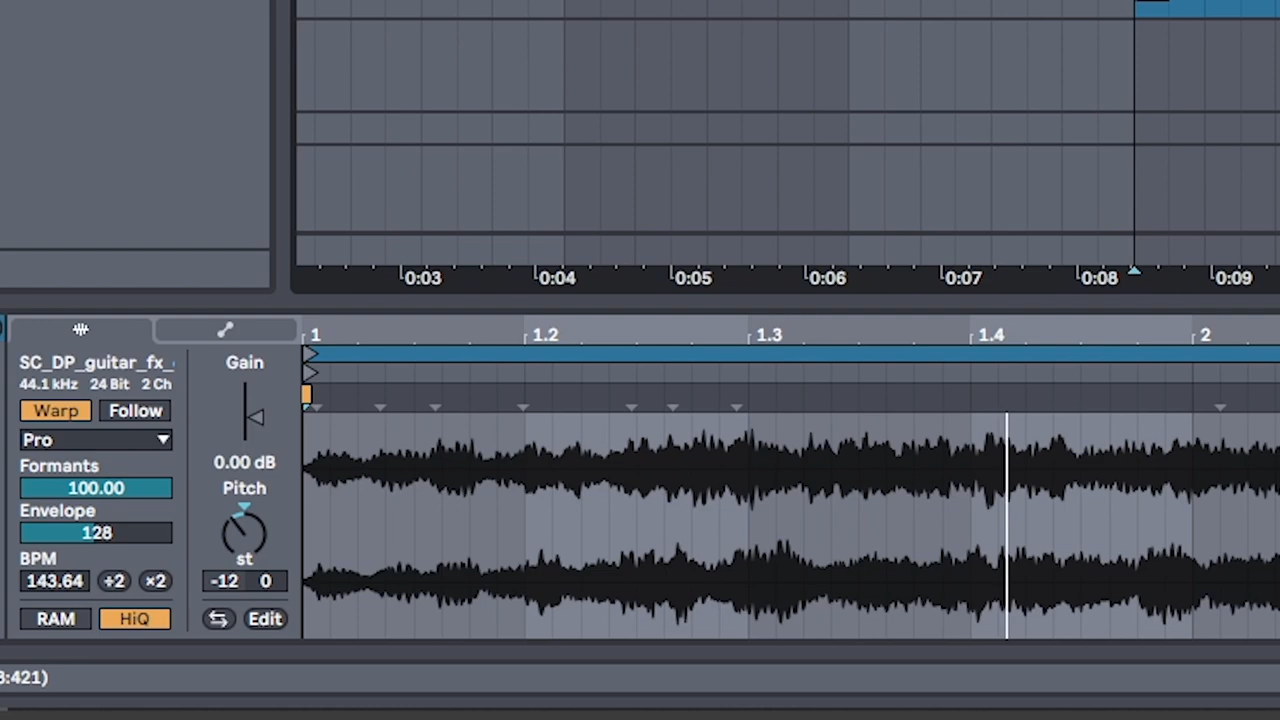 0:03 0:04 0:05 0:06 0:07 0:08 0:09
1 1.2 1.3 1.4 2
SC_DP_guitar_fx_
44.1 kHz 24 Bit 2 Ch
Warp Follow
Pro
Formants
100.00
Envelope
128
BPM
143.64 ÷2 ×2
RAM HiQ
Gain
0.00 dB
Pitch
st
-12 0
Edit
:421)